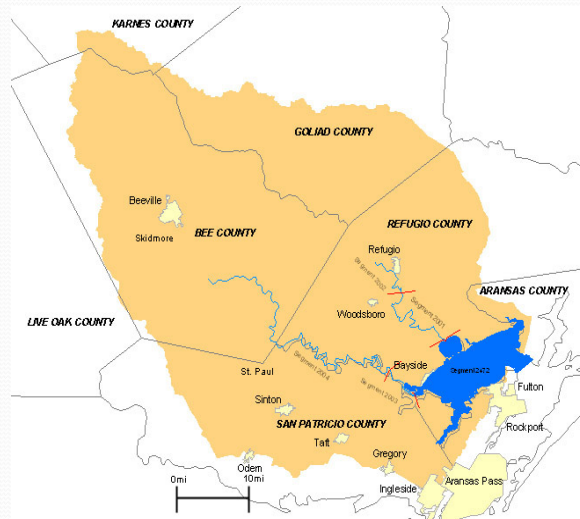 KARNES COUNTY
GOLIAD COUNTY
Beeville
BEE COUNTY
Skidmore
REFUGIO COUNTY
Refugio
Segment 2002
Segment 2001
ARANSAS COUNTY
Woodsboro
LIVE OAK COUNTY
St. Paul
Segment 2004
Bayside
Segment 2472
Segment 2003
Fulton
Sinton
SAN PATRICIO COUNTY
Rockport
Taft
Gregory
Odem
0mi
10mi
Ingleside
Aransas Pass